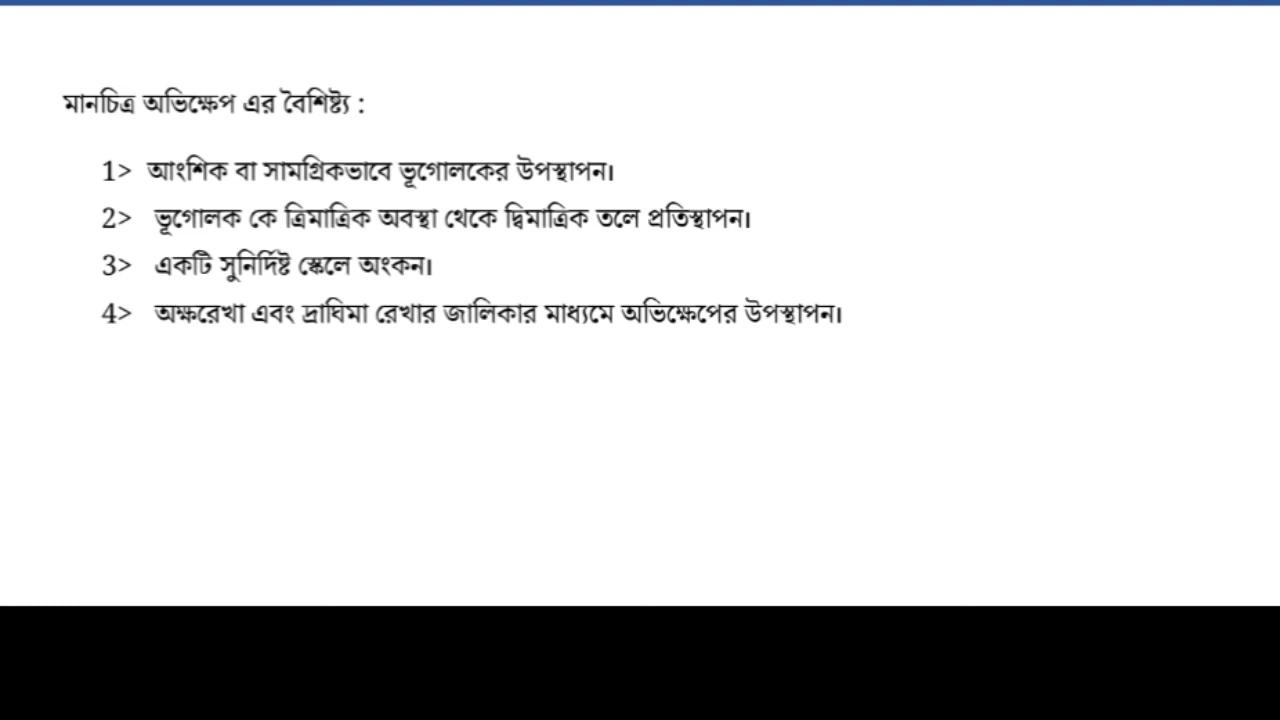 মানচিত্র অভিক্ষেপ এর বৈশিষ্ট্য :
1> আংশিক বা সামগ্রিকভাবে ভূগোলকের উপস্থাপন।
2> ভূগোলক কে ত্রিমাত্রিক অবস্থা থেকে দ্বিমাত্রিক তলে প্রতিস্থাপন।
3> একটি সুনির্দিষ্ট স্কেলে অংকন।
4> অক্ষরেখা এবং দ্রাঘিমা রেখার জালিকার মাধ্যমে অভিক্ষেপের উপস্থাপন।